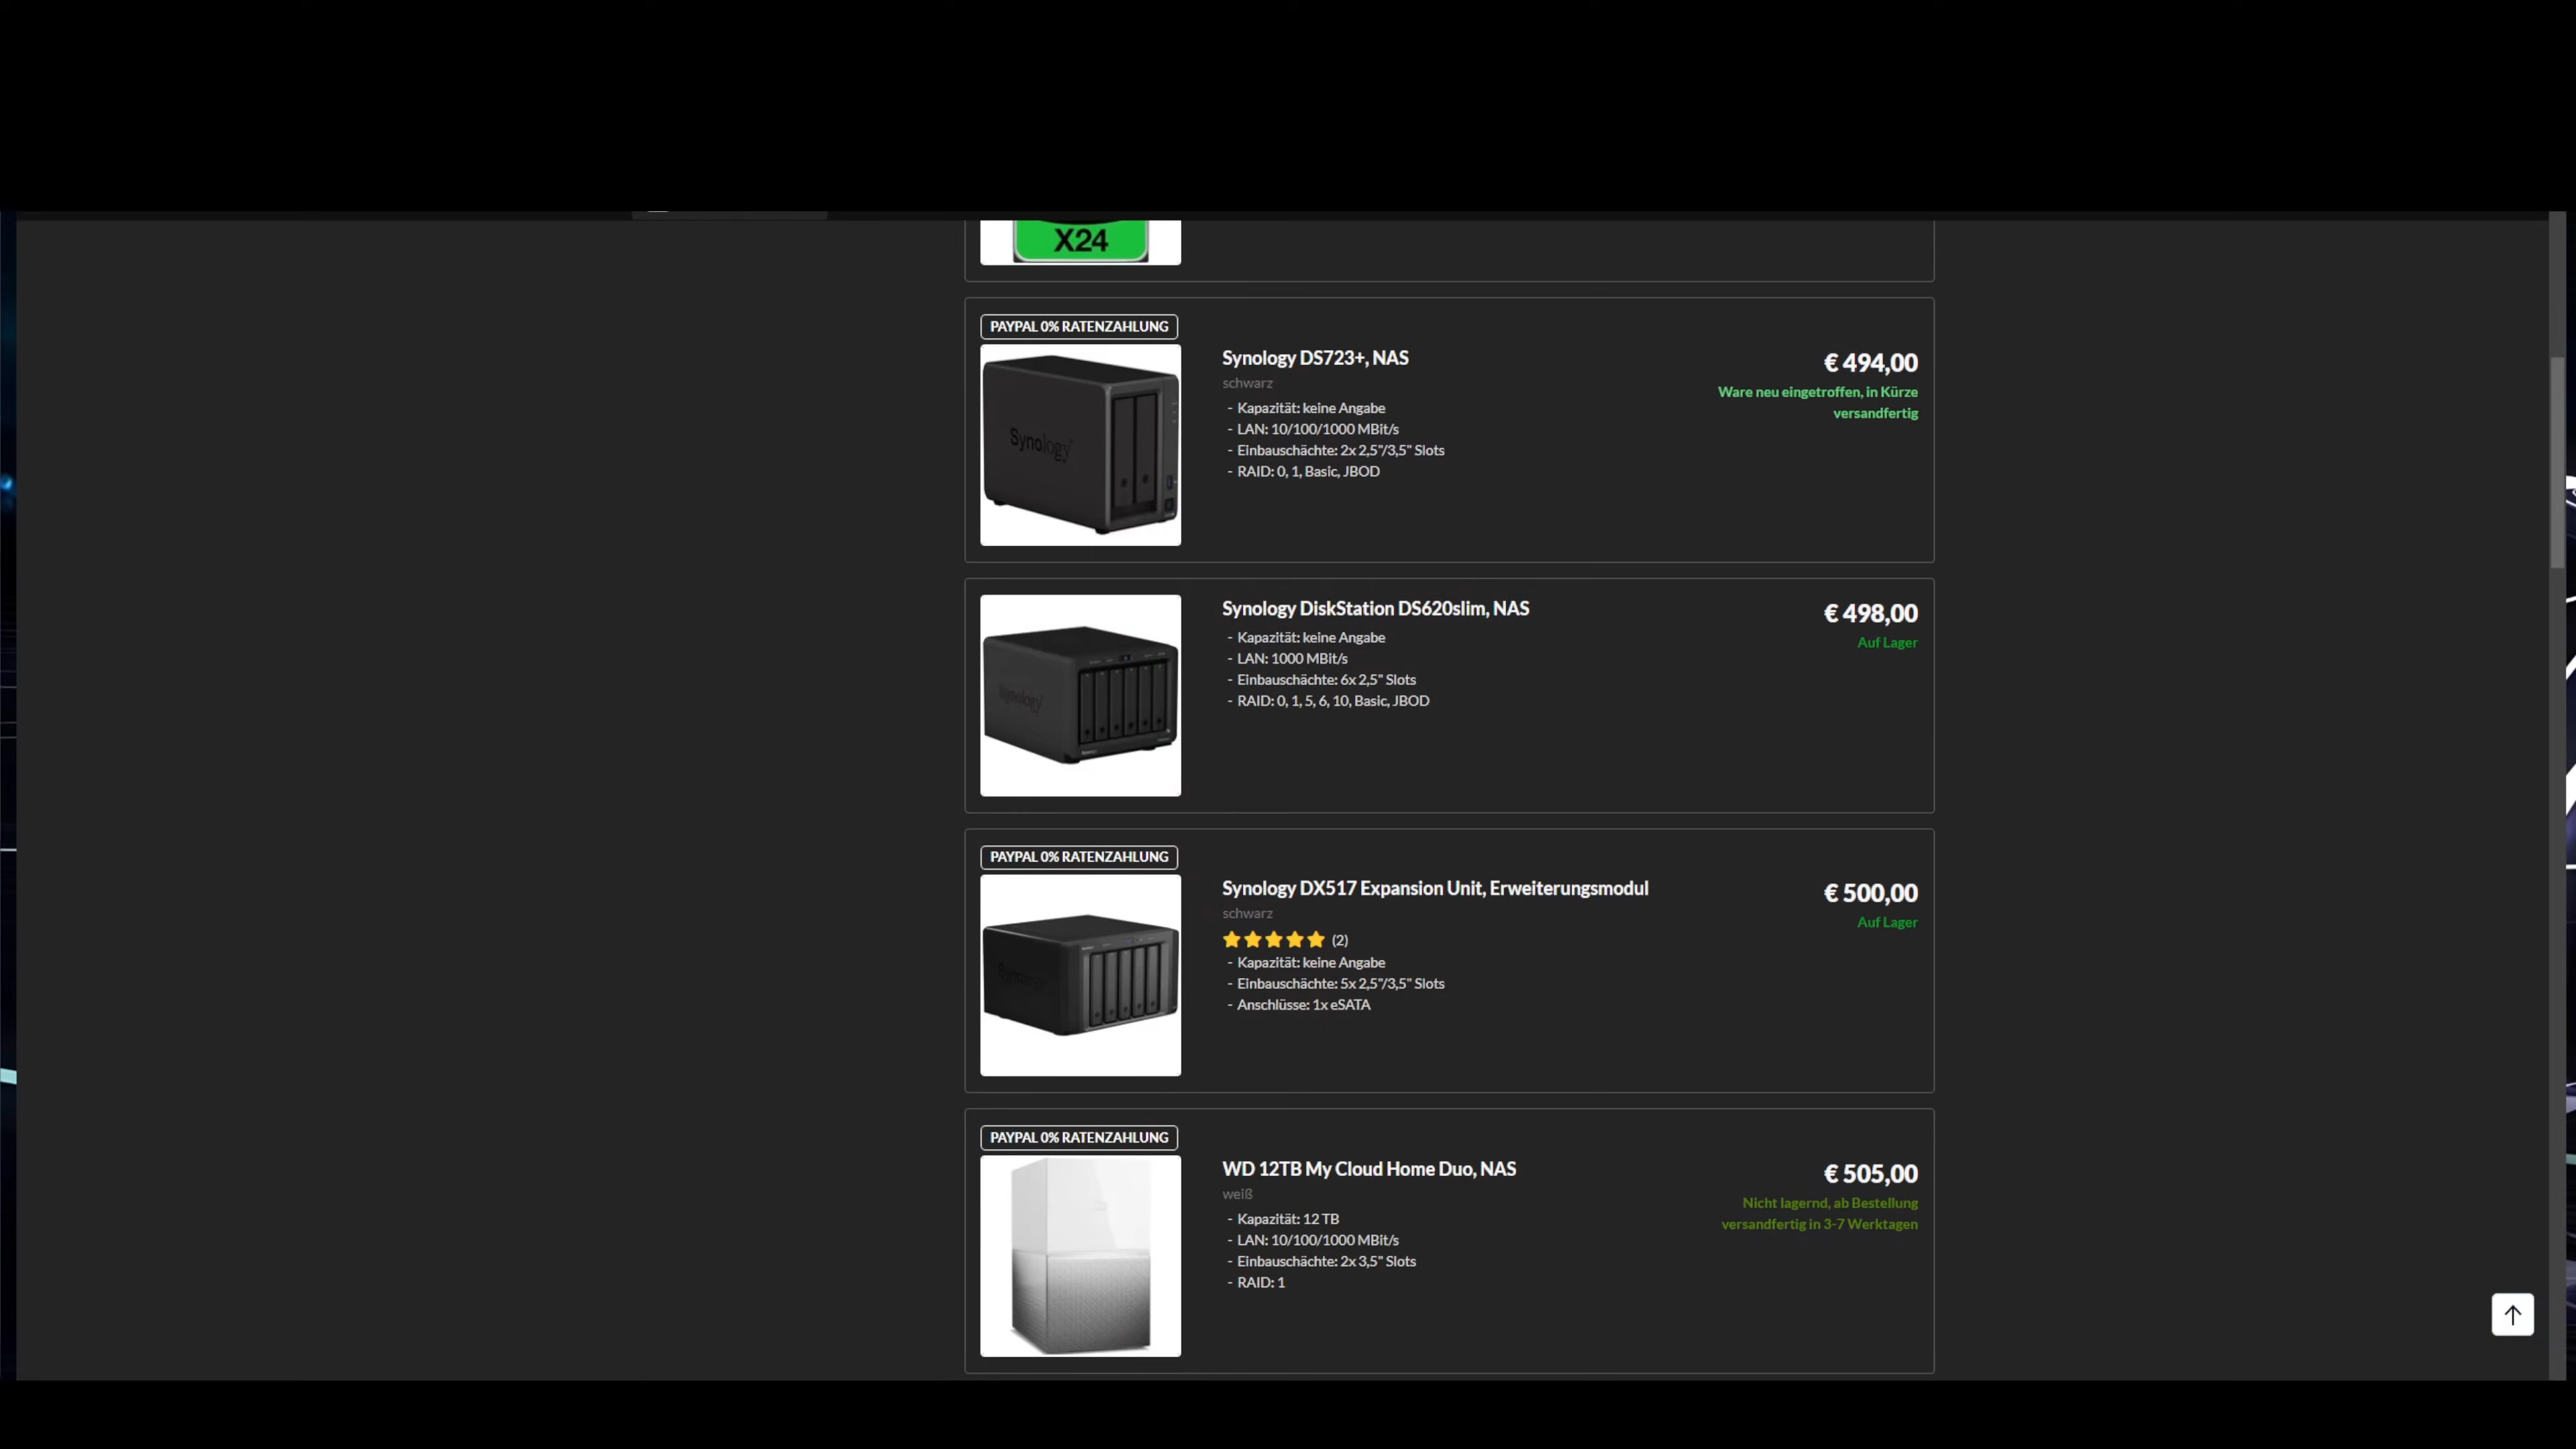 X24
PAYPAL 0% RATENZAHLUNG
Synology
Synology DS723+, NAS
schwarz
- Kapazität: keine Angabe
- LAN: 10/100/1000 MBit/s
- Einbauschächte: 2x 2,5"/3,5" Slots
- RAID: 0, 1, Basic, JBOD
€ 494,00
Ware neu eingetroffen, in Kürze
versandfertig
Synology
Synology DiskStation DS620slim, NAS
- Kapazität: keine Angabe
- LAN: 1000 MBit/s
- Einbauschächte: 6x 2,5" Slots
- RAID: 0, 1, 5, 6, 10, Basic, JBOD
€ 498,00
Auf Lager
PAYPAL 0% RATENZAHLUNG
Synology DX517 Expansion Unit, Erweiterungsmodul
schwarz
(2)
- Kapazität: keine Angabe
- Einbauschächte: 5x 2,5"/3,5" Slots
- Anschlüsse: 1x eSATA
€ 500,00
Auf Lager
PAYPAL 0% RATENZAHLUNG
WD 12TB My Cloud Home Duo, NAS
weiß
- Kapazität: 12 TB
- LAN: 10/100/1000 MBit/s
- Einbauschächte: 2x 3,5" Slots
- RAID: 1
€ 505,00
Nicht lagernd, ab Bestellung
versandfertig in 3-7 Werktagen